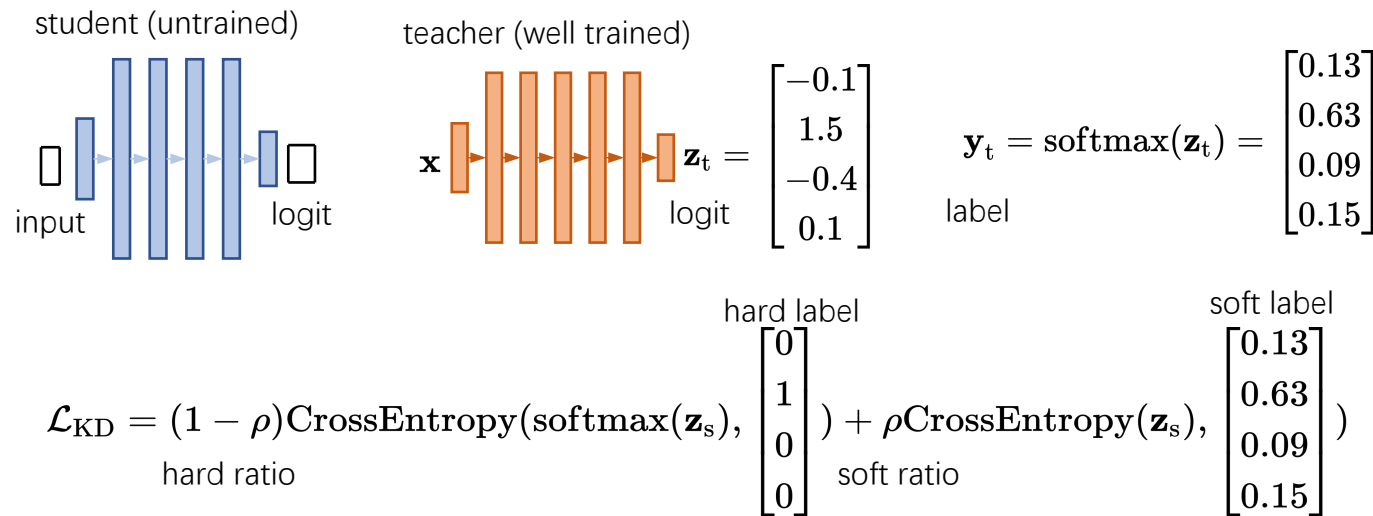 student (untrained)
teacher (well trained)
input
logit
x
z_t = [−0.1 1.5 −0.4 0.1]
logit
y_t = softmax(z_t) = [0.13 0.63 0.09 0.15]
label
hard label
soft label
ℒ_KD = (1 − ρ)CrossEntropy(softmax(z_s), [0 1 0 0]) + ρCrossEntropy(z_s), [0.13 0.63 0.09 0.15])
hard ratio
soft ratio